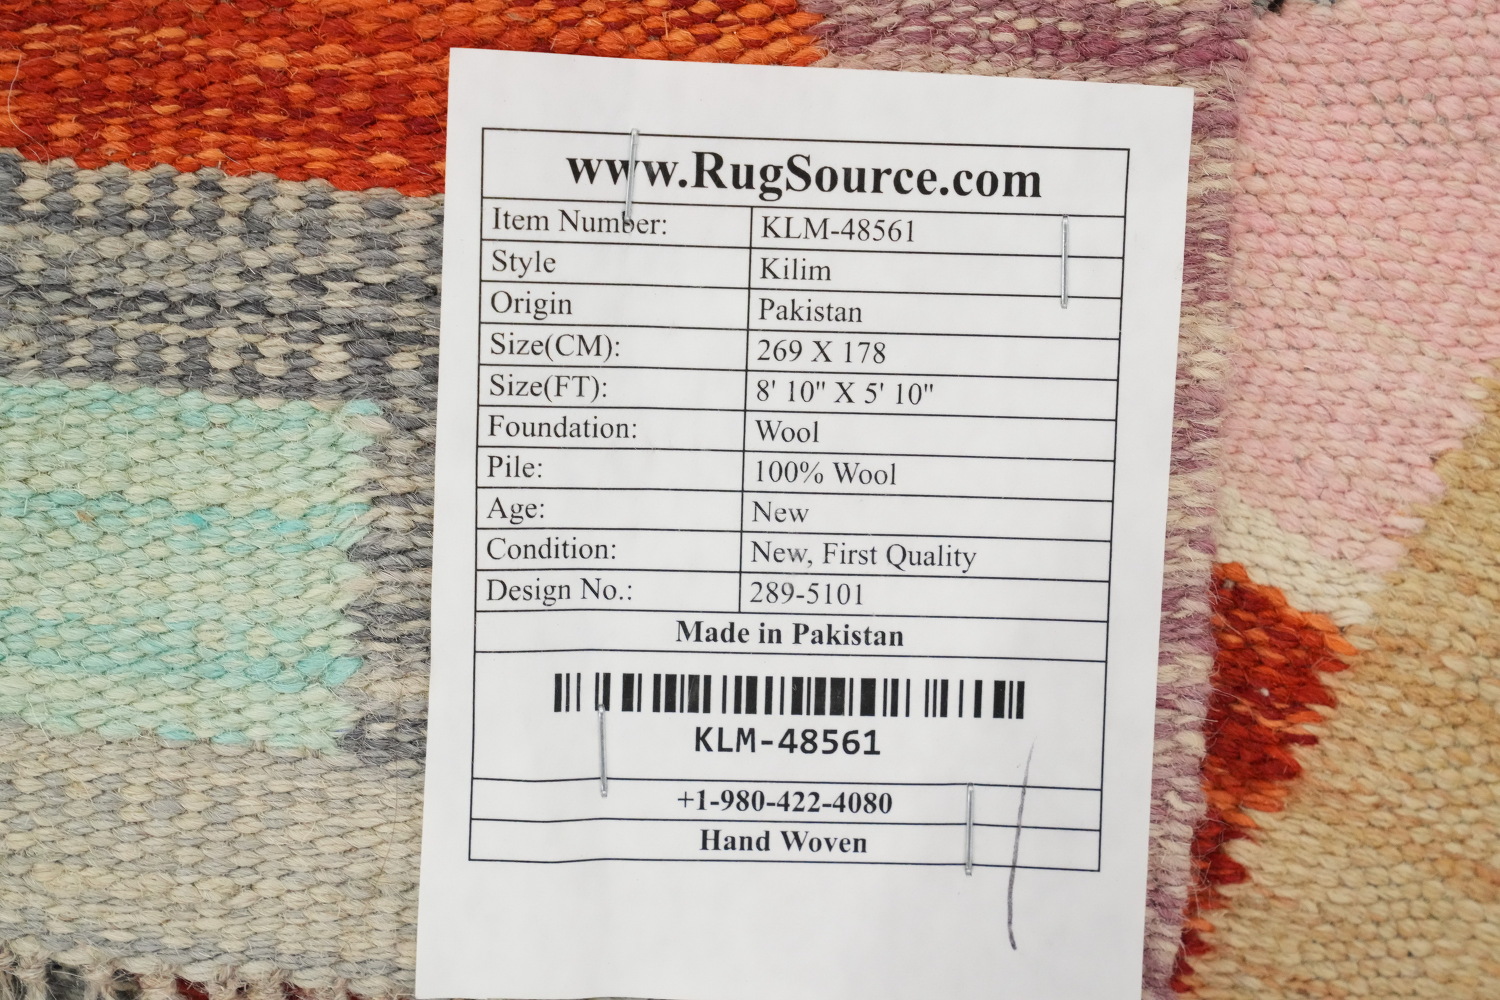 www.RugSource.com
Item Number: KLM-48561
Style Kilim
Origin Pakistan
Size(CM): 269 X 178
Size(FT): 8' 10" X 5' 10"
Foundation: Wool
Pile: 100% Wool
Age: New
Condition: New, First Quality
Design No.: 289-5101
Made in Pakistan
KLM-48561
+1-980-422-4080
Hand Woven